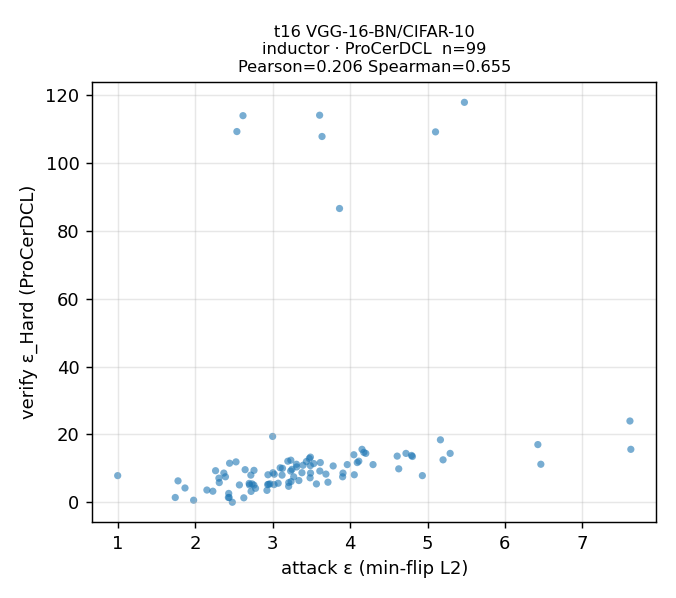 t16 VGG-16-BN/CIFAR-10
inductor · ProCerDCL  n=99
Pearson=0.206 Spearman=0.655
verify ε_Hard (ProCerDCL)
120
100
80
60
40
20
0
1 2 3 4 5 6 7
attack ε (min-flip L2)